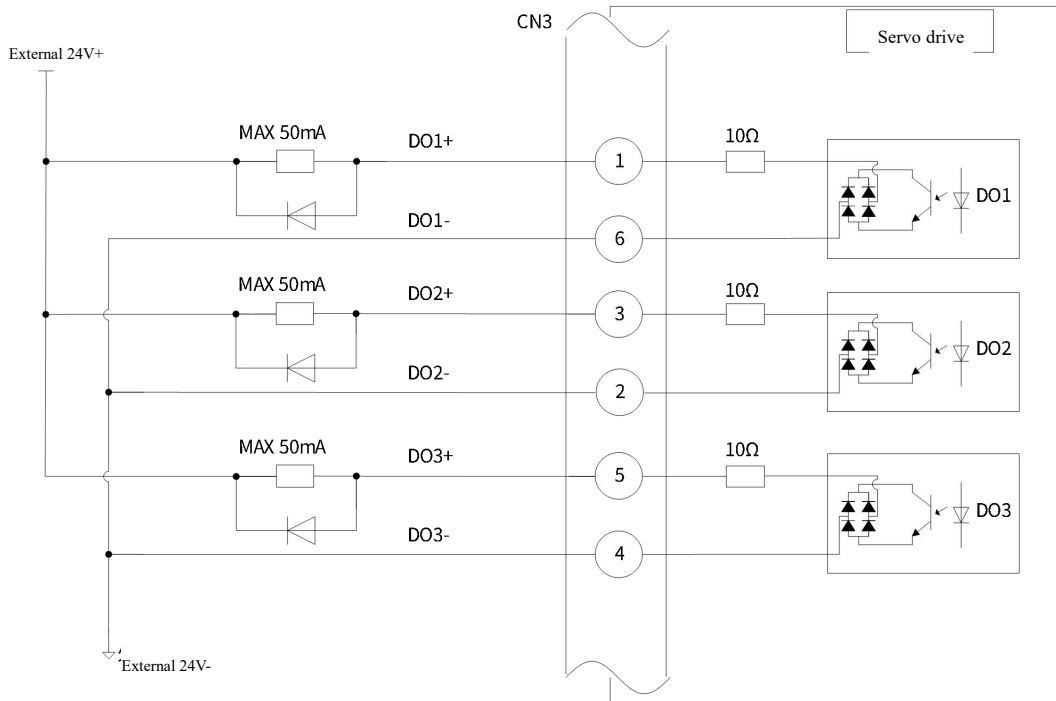 CN3
Servo drive
External 24V+
MAX 50mA
DO1+
1
10Ω
DO1
DO1-
6
MAX 50mA
DO2+
3
10Ω
DO2
DO2-
2
MAX 50mA
DO3+
5
10Ω
DO3
DO3-
4
External 24V-